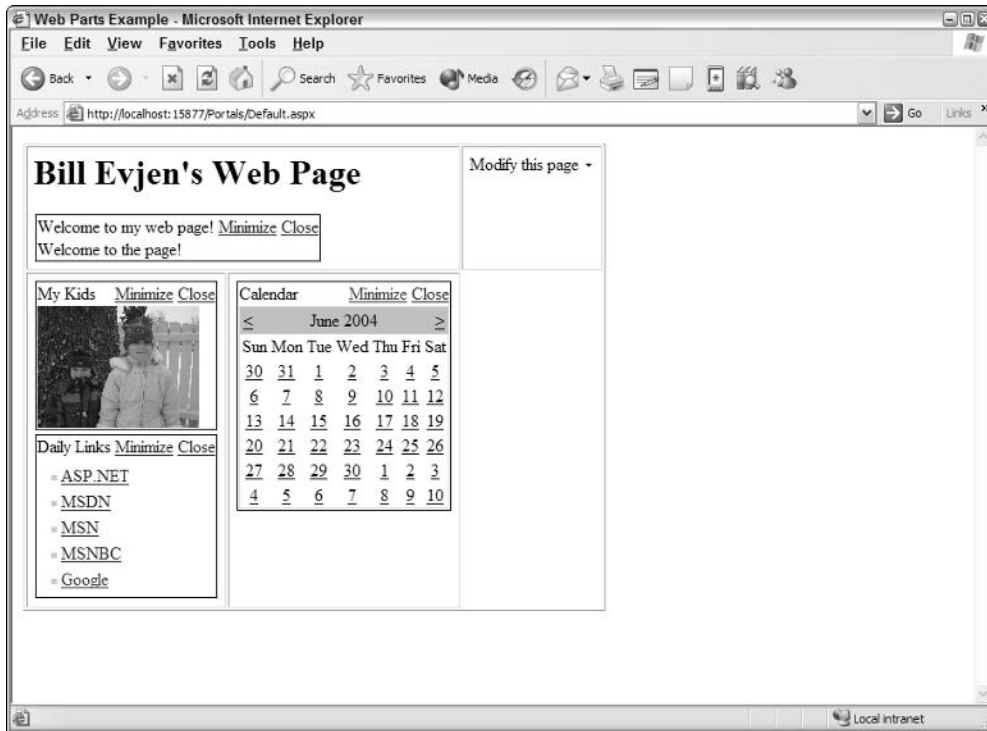 Web Parts Example - Microsoft Internet Explorer
File Edit View Favorites Tools Help
Back Search Favorites Media
Address http://localhost:15877/Portals/Default.aspx Go Links »
Bill Evjen's Web Page
Modify this page
Welcome to my web page! Minimize Close
Welcome to the page!
My Kids Minimize Close
Daily Links Minimize Close
ASP.NET
MSDN
MSN
MSNBC
Google
Calendar Minimize Close
< June 2004 >
Sun Mon Tue Wed Thu Fri Sat
30 31 1 2 3 4 5
6 7 8 9 10 11 12
13 14 15 16 17 18 19
20 21 22 23 24 25 26
27 28 29 30 1 2 3
4 5 6 7 8 9 10
Local intranet